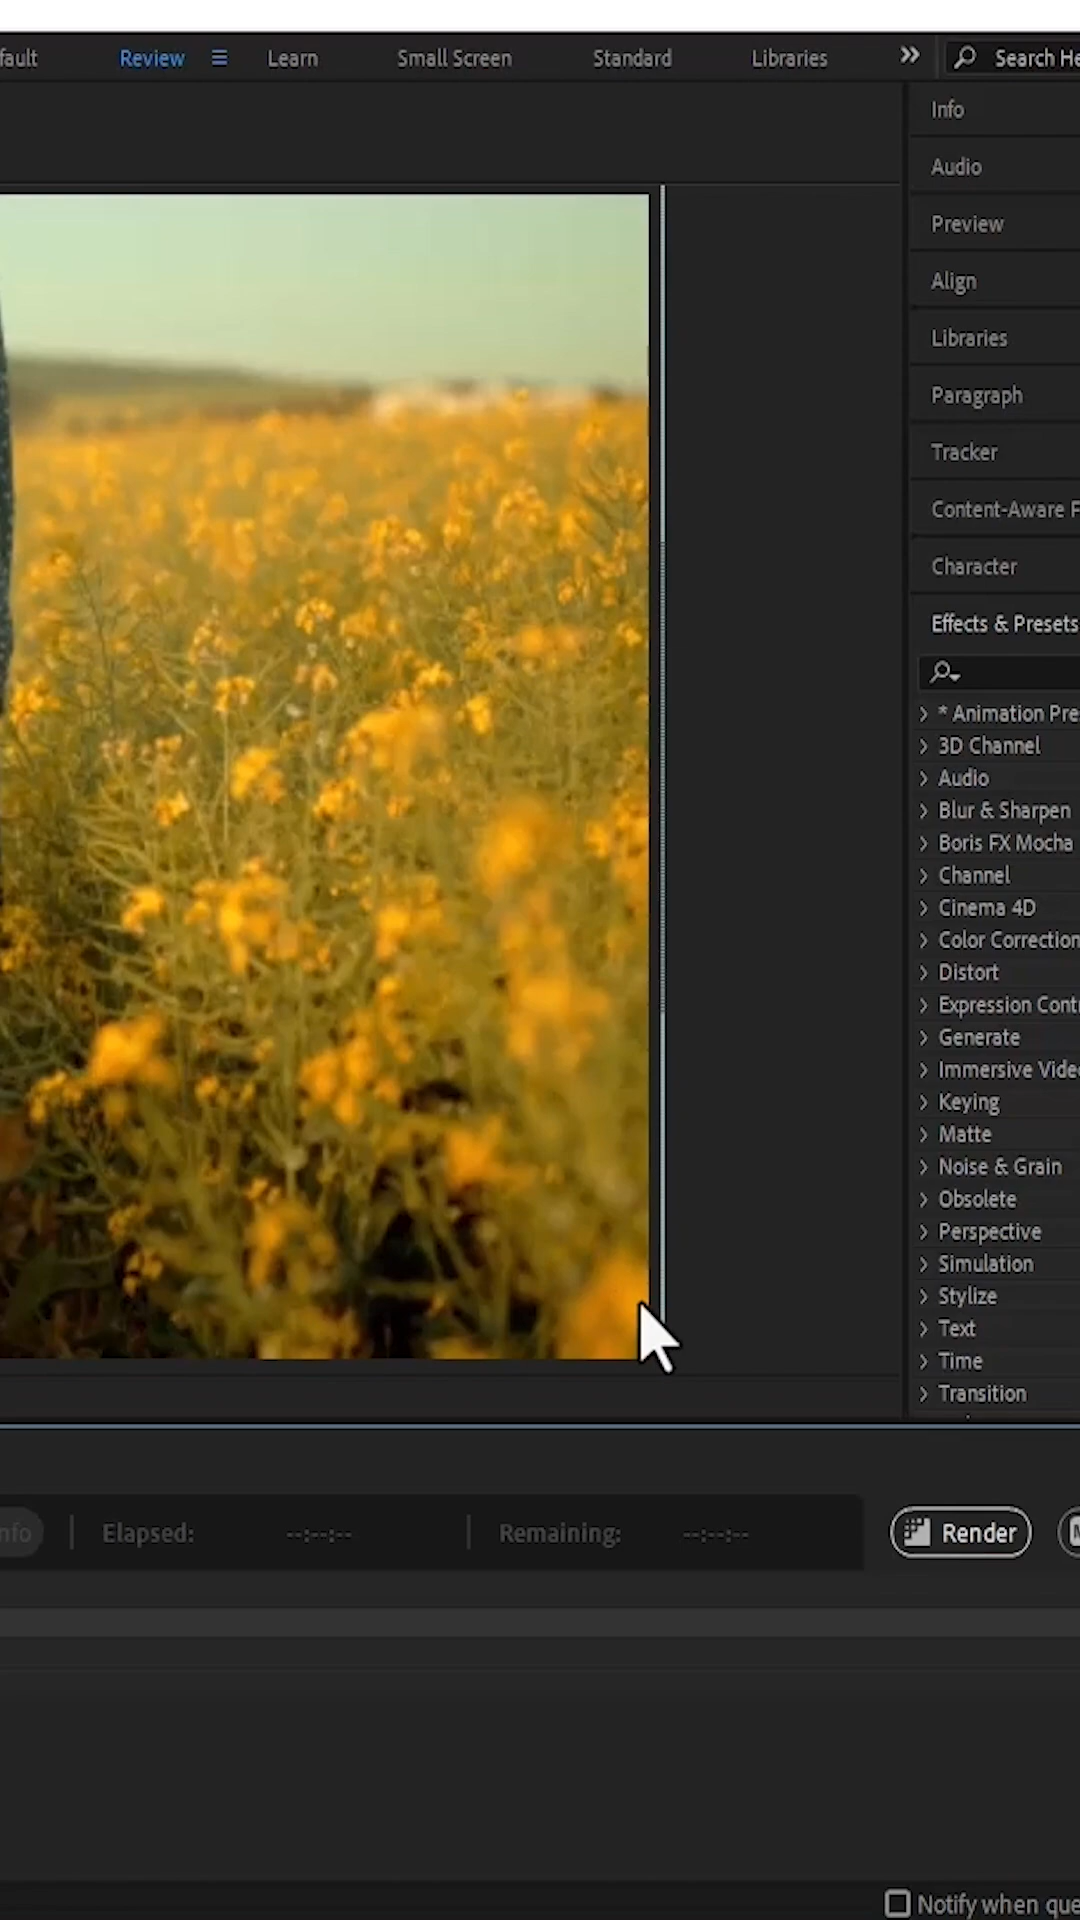 fault Review Learn Small Screen Standard Libraries Search He
Info
Audio
Preview
Align
Libraries
Paragraph
Tracker
Content-Aware F
Character
Effects & Presets
* Animation Pre
3D Channel
Audio
Blur & Sharpen
Boris FX Mocha
Channel
Cinema 4D
Color Correction
Distort
Expression Contr
Generate
Immersive Video
Keying
Matte
Noise & Grain
Obsolete
Perspective
Simulation
Stylize
Text
Time
Transition
nfo | Elapsed: --:--:-- | Remaining: --:--:-- Render
Notify when que